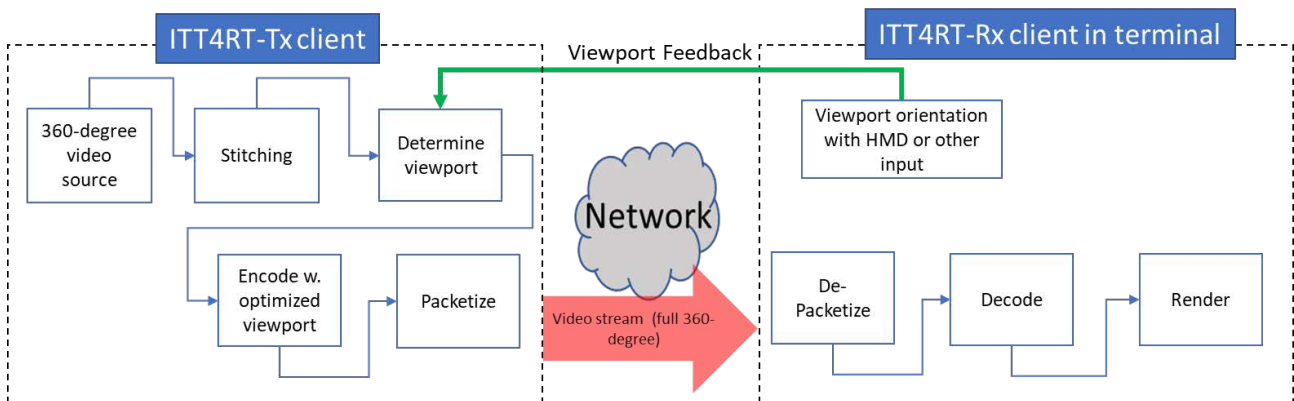 ITT4RT-Tx client
ITT4RT-Rx client in terminal
Viewport Feedback
360-degree
video
source
Stitching
Determine
viewport
Viewport orientation
with HMD or other
input
Network
Encode w.
optimized
viewport
Packetize
Video stream (full 360-
degree)
De-
Packetize
Decode
Render